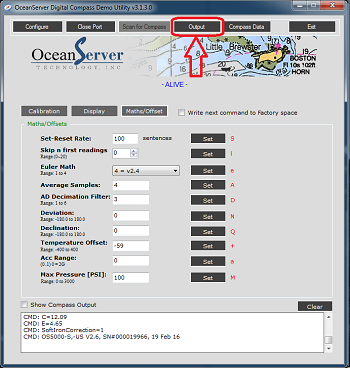 OceanServer Digital Compass Demo Utility v3.1.3.0
Configure Close Port Scan for Compass Output Compass Data Exit
OceanServer
TECHNOLOGY, INC
Little Brewster
BOSTON
Fl 10s 102ft
HORN
- ALIVE -
Calibration Display Maths/Offsets Write next command to Factory space
Maths/Offsets
Set-Reset Rate: 100 sentences Set S
Skip n first readings 0 Set I
Range (0-20)
Euler Math 4 = v2.4 Set e
Range: 1 to 4
Average Samples: 4 Set A
AD Decimation Filter: 3 Set D
Range: 1 to 6
Deviation: 0 Set N
Range: -180.0 to 180.0
Declination: 0 Set Q
Range: -180.0 to 180.0
Temperature Offset: -59 Set +
Range: -400 to 400
Acc Range: 0 Set a
(0.1) 0 = 2G
Max Pressure [PSI]: 100 Set M
Range: 0 to 3000
Show Compass Output Clear
CMD: C=12.09
CMD: E=4.65
CMD: SoftIronCorrection=1
CMD: OS5000-S,-US V2.6, SN#000019966, 19 Feb 16